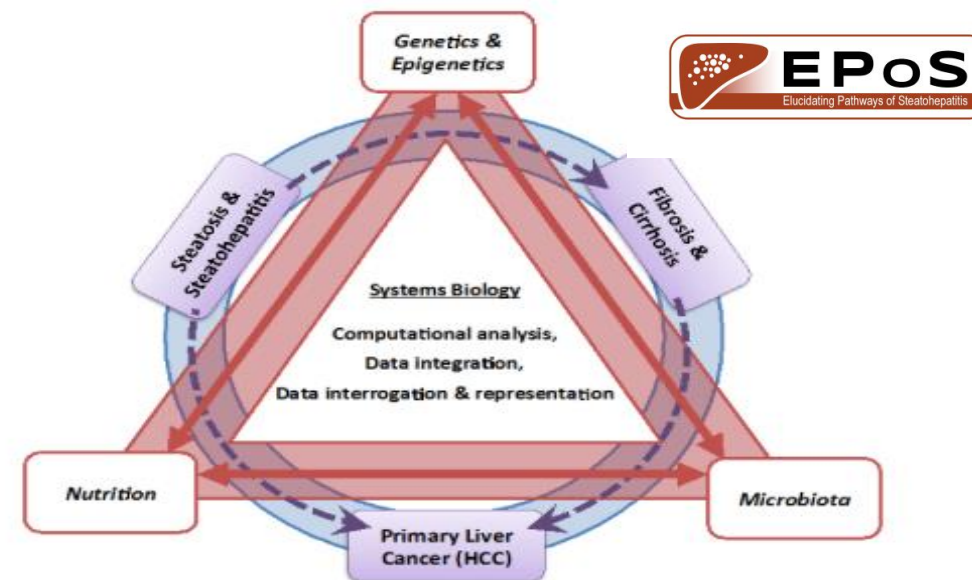 Genetics &
Epigenetics
EPoS
Elucidating Pathways of Steatohepatitis
Steatosis &
Steatohepatitis
Fibrosis &
Cirrhosis
Systems Biology
Computational analysis,
Data integration,
Data interrogation & representation
Nutrition
Microbiota
Primary Liver
Cancer (HCC)